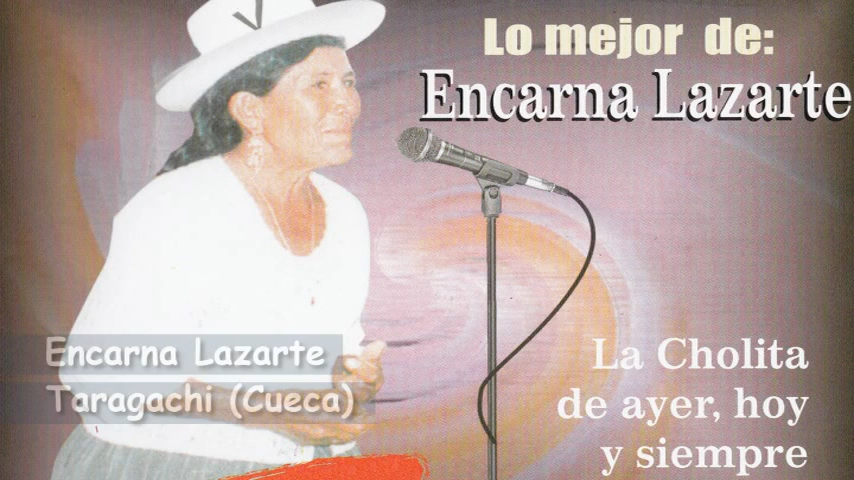 Lo mejor de:
Encarna Lazarte
Encarna Lazarte
Taragachi (Cueca)
La Cholita
de ayer, hoy
y siempre